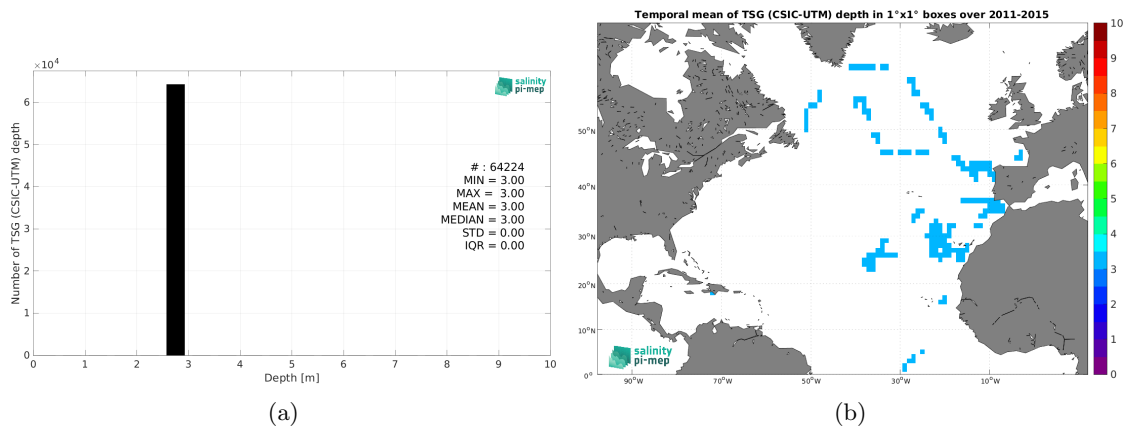 ×10⁴
6
5
4
3
2
1
0
Number of TSG (CSIC-UTM) depth
salinity
pi-mep
# : 64224
MIN = 3.00
MAX = 3.00
MEAN = 3.00
MEDIAN = 3.00
STD = 0.00
IQR = 0.00
0 1 2 3 4 5 6 7 8 9 10
Depth [m]
(a)
Temporal mean of TSG (CSIC-UTM) depth in 1°x1° boxes over 2011-2015
50°N
40°N
30°N
20°N
10°N
0°
90°W 70°W 50°W 30°W 10°W
salinity
pi-mep
10
9
8
7
6
5
4
3
2
1
0
(b)